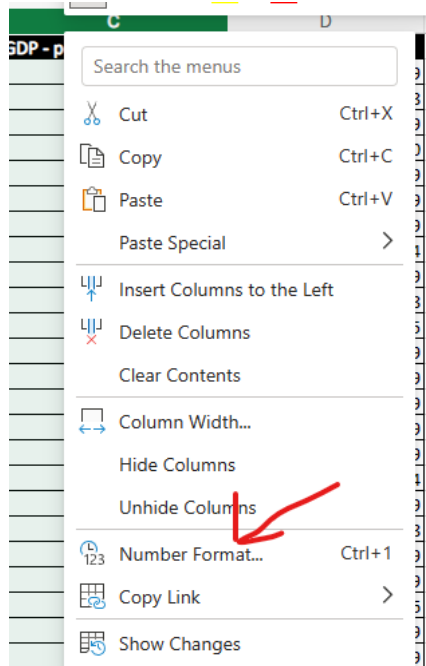 C D
GDP - p
Search the menus
Cut Ctrl+X
Copy Ctrl+C
Paste Ctrl+V
Paste Special
Insert Columns to the Left
Delete Columns
Clear Contents
Column Width...
Hide Columns
Unhide Columns
123 Number Format... Ctrl+1
Copy Link
Show Changes